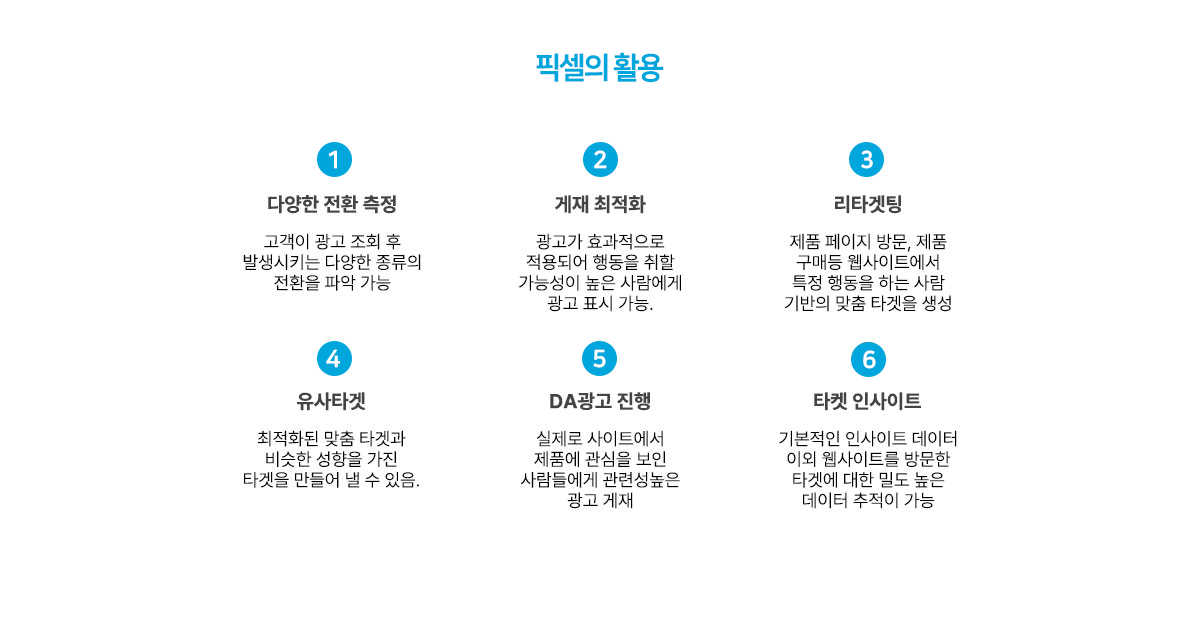 픽셀의 활용
1
다양한 전환 측정
고객이 광고 조회 후
발생시키는 다양한 종류의
전환을 파악 가능
2
게재 최적화
광고가 효과적으로
적용되어 행동을 취할
가능성이 높은 사람에게
광고 표시 가능.
3
리타겟팅
제품 페이지 방문, 제품
구매등 웹사이트에서
특정 행동을 하는 사람
기반의 맞춤 타겟을 생성
4
유사타겟
최적화된 맞춤 타겟과
비슷한 성향을 가진
타겟을 만들어 낼 수 있음.
5
DA광고 진행
실제로 사이트에서
제품에 관심을 보인
사람들에게 관련성높은
광고 게재
6
타켓 인사이트
기본적인 인사이트 데이터
이외 웹사이트를 방문한
타겟에 대한 밀도 높은
데이터 추적이 가능